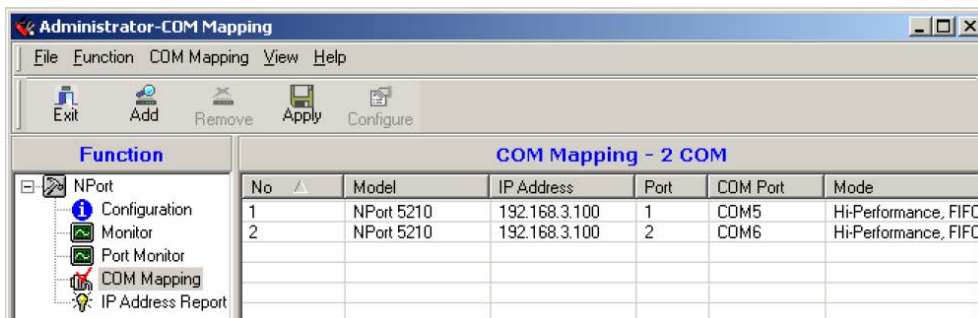 Administrator-COM Mapping
File Function COM Mapping View Help
Exit Add Remove Apply Configure
Function
COM Mapping - 2 COM
NPort
Configuration
Monitor
Port Monitor
COM Mapping
IP Address Report
No Model IP Address Port COM Port Mode
1 NPort 5210 192.168.3.100 1 COM5 Hi-Performance, FIFO
2 NPort 5210 192.168.3.100 2 COM6 Hi-Performance, FIFO